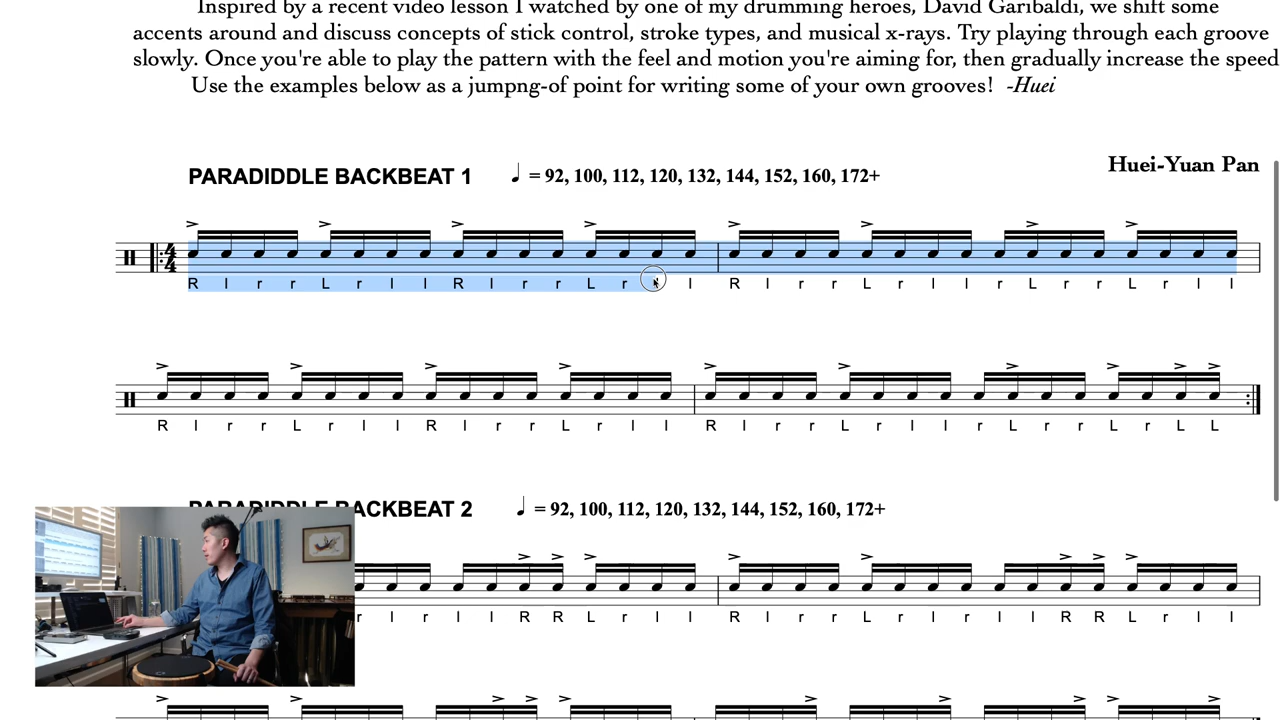 Inspired by a recent video lesson I watched by one of my drumming heroes, David Garibaldi, we shift some
accents around and discuss concepts of stick control, stroke types, and musical x-rays. Try playing through each groove
slowly. Once you're able to play the pattern with the feel and motion you're aiming for, then gradually increase the speed
Use the examples below as a jumpng-of point for writing some of your own grooves! -Huei
Huei-Yuan Pan
PARADIDDLE BACKBEAT 1 ♩ = 92, 100, 112, 120, 132, 144, 152, 160, 172+
4
4
R l r r L r l l R l r r L r l R l r r L r l l r L r r L r l l
R l r r L r l l R l r r L r l l R l r r L r l l r L r r L r L L
PARADIDDLE BACKBEAT 2 ♩ = 92, 100, 112, 120, 132, 144, 152, 160, 172+
r l r l l R R L r l l R l r r L r l r l l R R L r l l